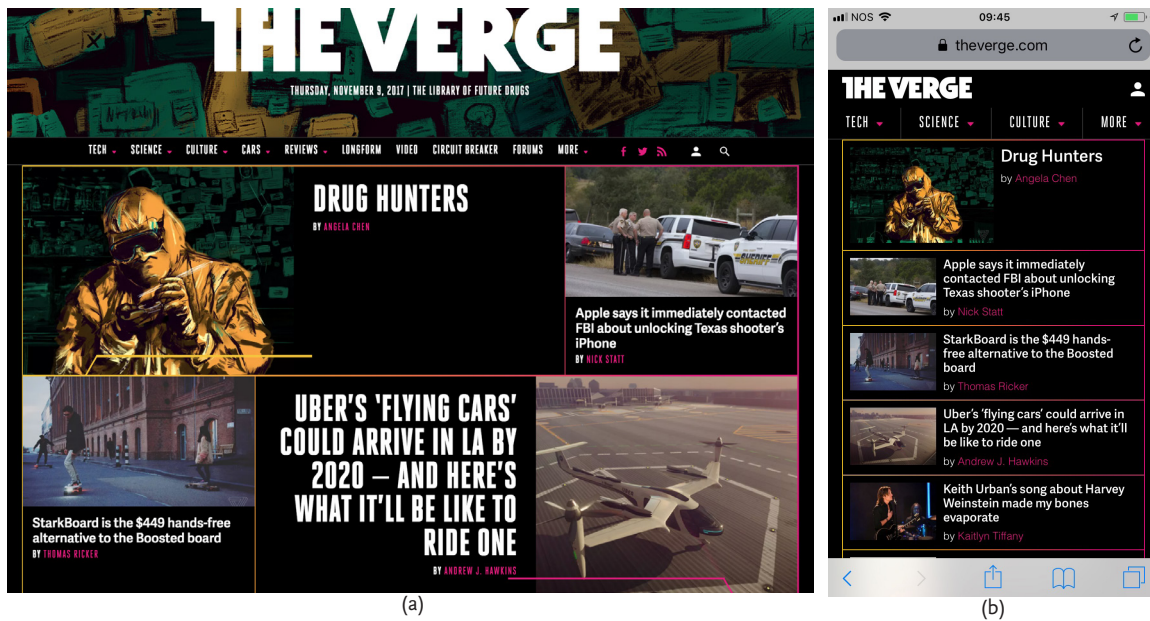 THE VERGE
THURSDAY, NOVEMBER 9, 2017 | THE LIBRARY OF FUTURE DRUGS
TECH SCIENCE CULTURE CARS REVIEWS LONGFORM VIDEO CIRCUIT BREAKER FORUMS MORE
DRUG HUNTERS
BY ANGELA CHEN
SHERIFF
Apple says it immediately contacted
FBI about unlocking Texas shooter's
iPhone
BY NICK STATT
StarkBoard is the $449 hands-free
alternative to the Boosted board
BY THOMAS RICKER
UBER'S 'FLYING CARS'
COULD ARRIVE IN LA BY
2020 — AND HERE'S
WHAT IT'LL BE LIKE TO
RIDE ONE
BY ANDREW J. HAWKINS
(a)
NOS 09:45
theverge.com
THE VERGE
TECH SCIENCE CULTURE MORE
Drug Hunters
by Angela Chen
Apple says it immediately
contacted FBI about unlocking
Texas shooter's iPhone
by Nick Statt
StarkBoard is the $449 hands-
free alternative to the Boosted
board
by Thomas Ricker
Uber's 'flying cars' could arrive in
LA by 2020 — and here's what it'll
be like to ride one
by Andrew J. Hawkins
Keith Urban's song about Harvey
Weinstein made my bones
evaporate
by Kaitlyn Tiffany
(b)